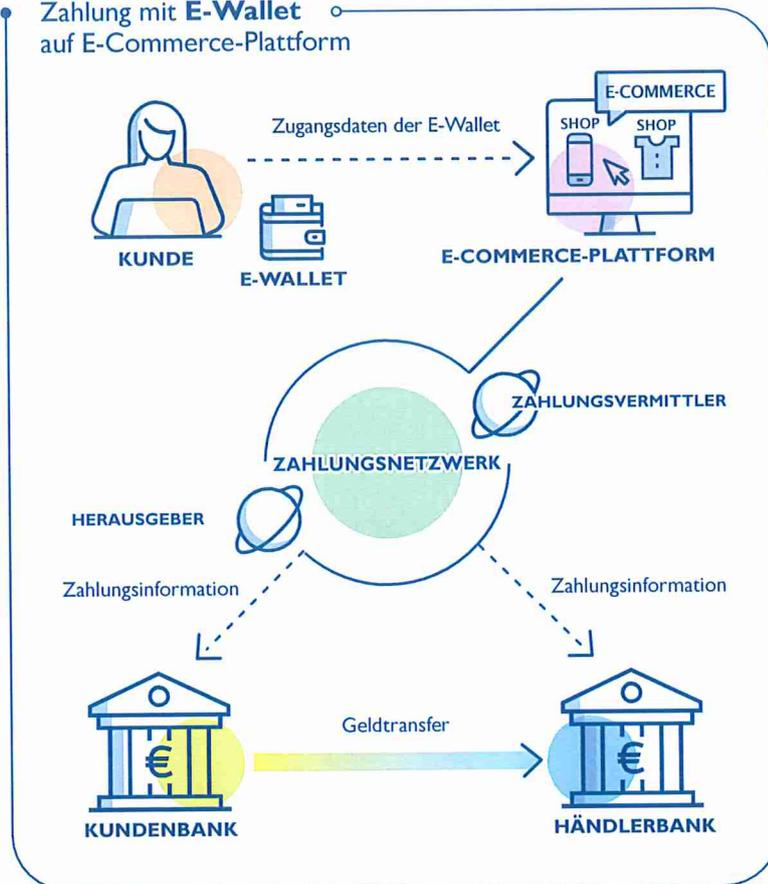 Zahlung mit E-Wallet
auf E-Commerce-Plattform
E-COMMERCE
SHOP
SHOP
Zugangsdaten der E-Wallet
KUNDE
E-WALLET
E-COMMERCE-PLATTFORM
ZAHLUNGSVERMITTLER
ZAHLUNGSNETZWERK
HERAUSGEBER
Zahlungsinformation
Zahlungsinformation
Geldtransfer
€
€
KUNDENBANK
HÄNDLERBANK